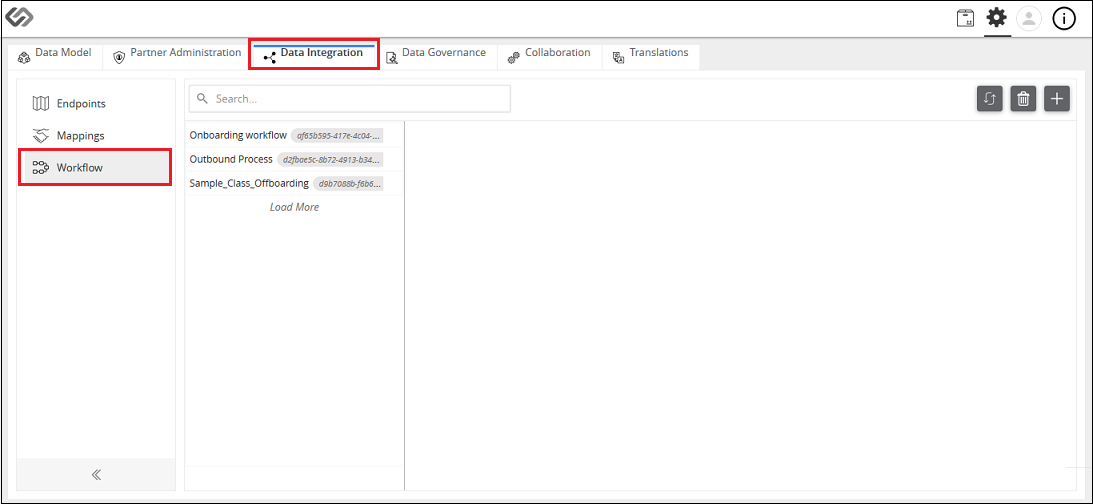 Data Model Partner Administration Data Integration Data Governance Collaboration Translations
Endpoints
Mappings
Workflow
Search...
Onboarding workflow af65b595-417e-4c04-...
Outbound Process d2fbae5c-8b72-4913-b34...
Sample_Class_Offboarding d9b7088b-f6b6...
Load More